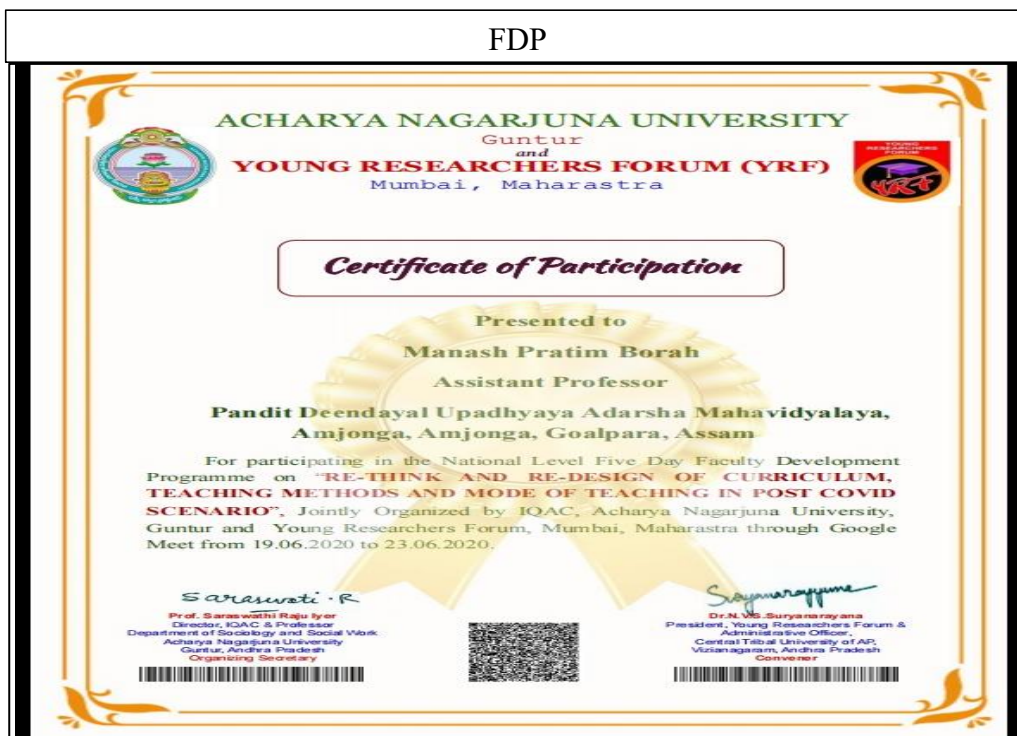 FDP
ACHARYA NAGARJUNA UNIVERSITY
Guntur
and
YOUNG RESEARCHERS FORUM (YRF)
Mumbai, Maharastra
YOUNG
RESEARCHERS
FORUM
YRF
Certificate of Participation
Presented to
Manash Pratim Borah
Assistant Professor
Pandit Deendayal Upadhyaya Adarsha Mahavidyalaya,
Amjonga, Amjonga, Goalpara, Assam
For participating in the National Level Five Day Faculty Development
Programme on “RE-THINK AND RE-DESIGN OF CURRICULUM,
TEACHING METHODS AND MODE OF TEACHING IN POST COVID
SCENARIO”, Jointly Organized by IQAC, Acharya Nagarjuna University,
Guntur and Young Researchers Forum, Mumbai, Maharastra through Google
Meet from 19.06.2020 to 23.06.2020.
Saraswati . R
Prof. Saraswathi Raju Iyer
Director, IQAC & Professor
Department of Sociology and Social Work
Acharya Nagarjuna University
Guntur, Andhra Pradesh
Organizing Secretary
Dr.N.V.S.Suryanarayana
President, Young Researchers Forum &
Administrative Officer,
Central Tribal University of AP,
Vizianagaram, Andhra Pradesh
Convenor